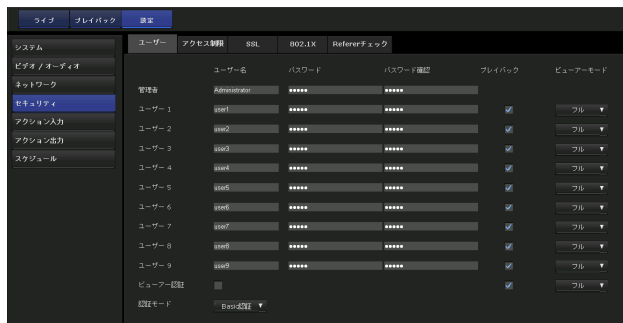 ライブ プレイバック 設定
システム
ビデオ / オーディオ
ネットワーク
セキュリティ
アクション入力
アクション出力
スケジュール
ユーザー アクセス制限 SSL 802.1X Refererチェック
ユーザー名 パスワード パスワード確認 プレイバック ビューアーモード
管理者 Administrator ●●●●● ●●●●●
ユーザー 1 user1 ●●●●● ●●●●● フル ▼
ユーザー 2 user2 ●●●●● ●●●●● フル ▼
ユーザー 3 user3 ●●●●● ●●●●● フル ▼
ユーザー 4 user4 ●●●●● ●●●●● フル ▼
ユーザー 5 user5 ●●●●● ●●●●● フル ▼
ユーザー 6 user6 ●●●●● ●●●●● フル ▼
ユーザー 7 user7 ●●●●● ●●●●● フル ▼
ユーザー 8 user8 ●●●●● ●●●●● フル ▼
ユーザー 9 user9 ●●●●● ●●●●● フル ▼
ビューアー認証 フル ▼
認証モード Basic認証 ▼